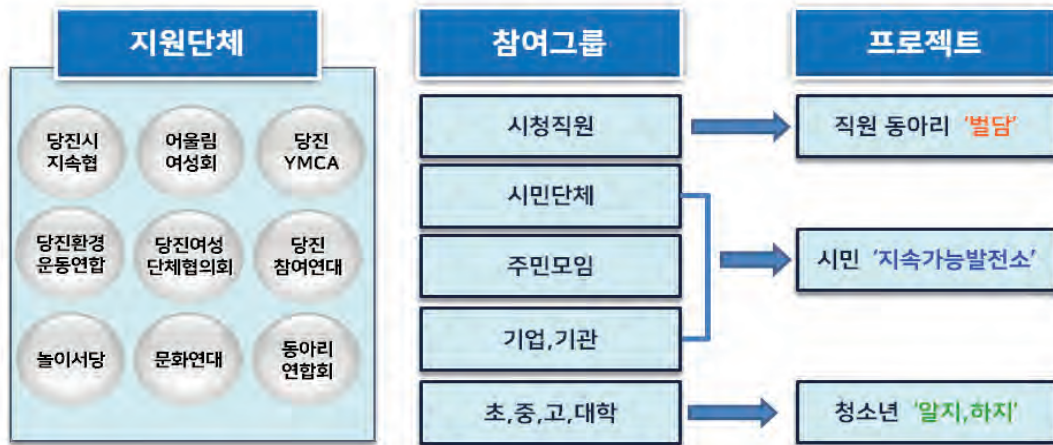 지원단체
당진시
지속협
어울림
여성회
당진
YMCA
당진환경
운동연합
당진여성
단체협의회
당진
참여연대
놀이서당
문화연대
동아리
연합회
참여그룹
시청직원
시민단체
주민모임
기업,기관
초,중,고,대학
프로젝트
직원 동아리 '벌담'
시민 '지속가능발전소'
청소년 '알지,하지'